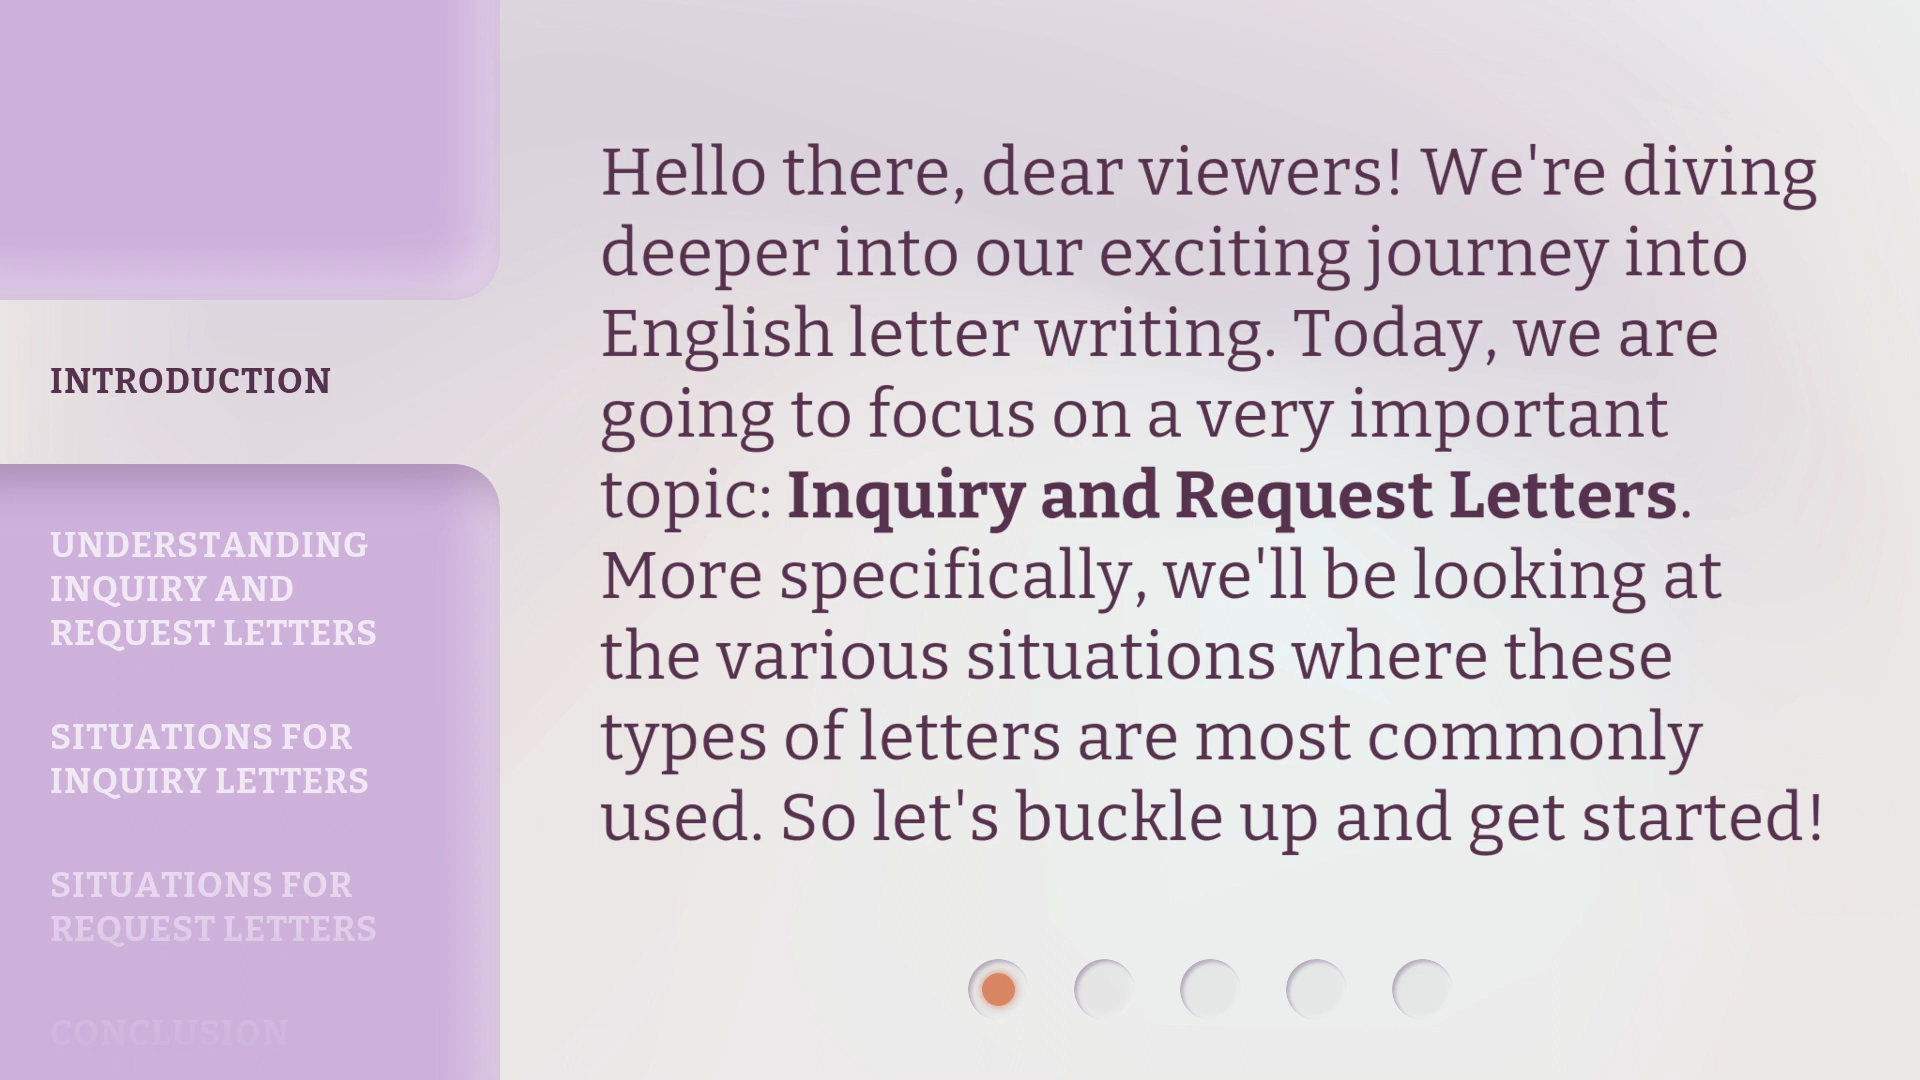 INTRODUCTION
UNDERSTANDING
INQUIRY AND
REQUEST LETTERS
SITUATIONS FOR
INQUIRY LETTERS
SITUATIONS FOR
REQUEST LETTERS
CONCLUSION
Hello there, dear viewers! We're diving
deeper into our exciting journey into
English letter writing. Today, we are
going to focus on a very important
topic: Inquiry and Request Letters.
More specifically, we'll be looking at
the various situations where these
types of letters are most commonly
used. So let's buckle up and get started!